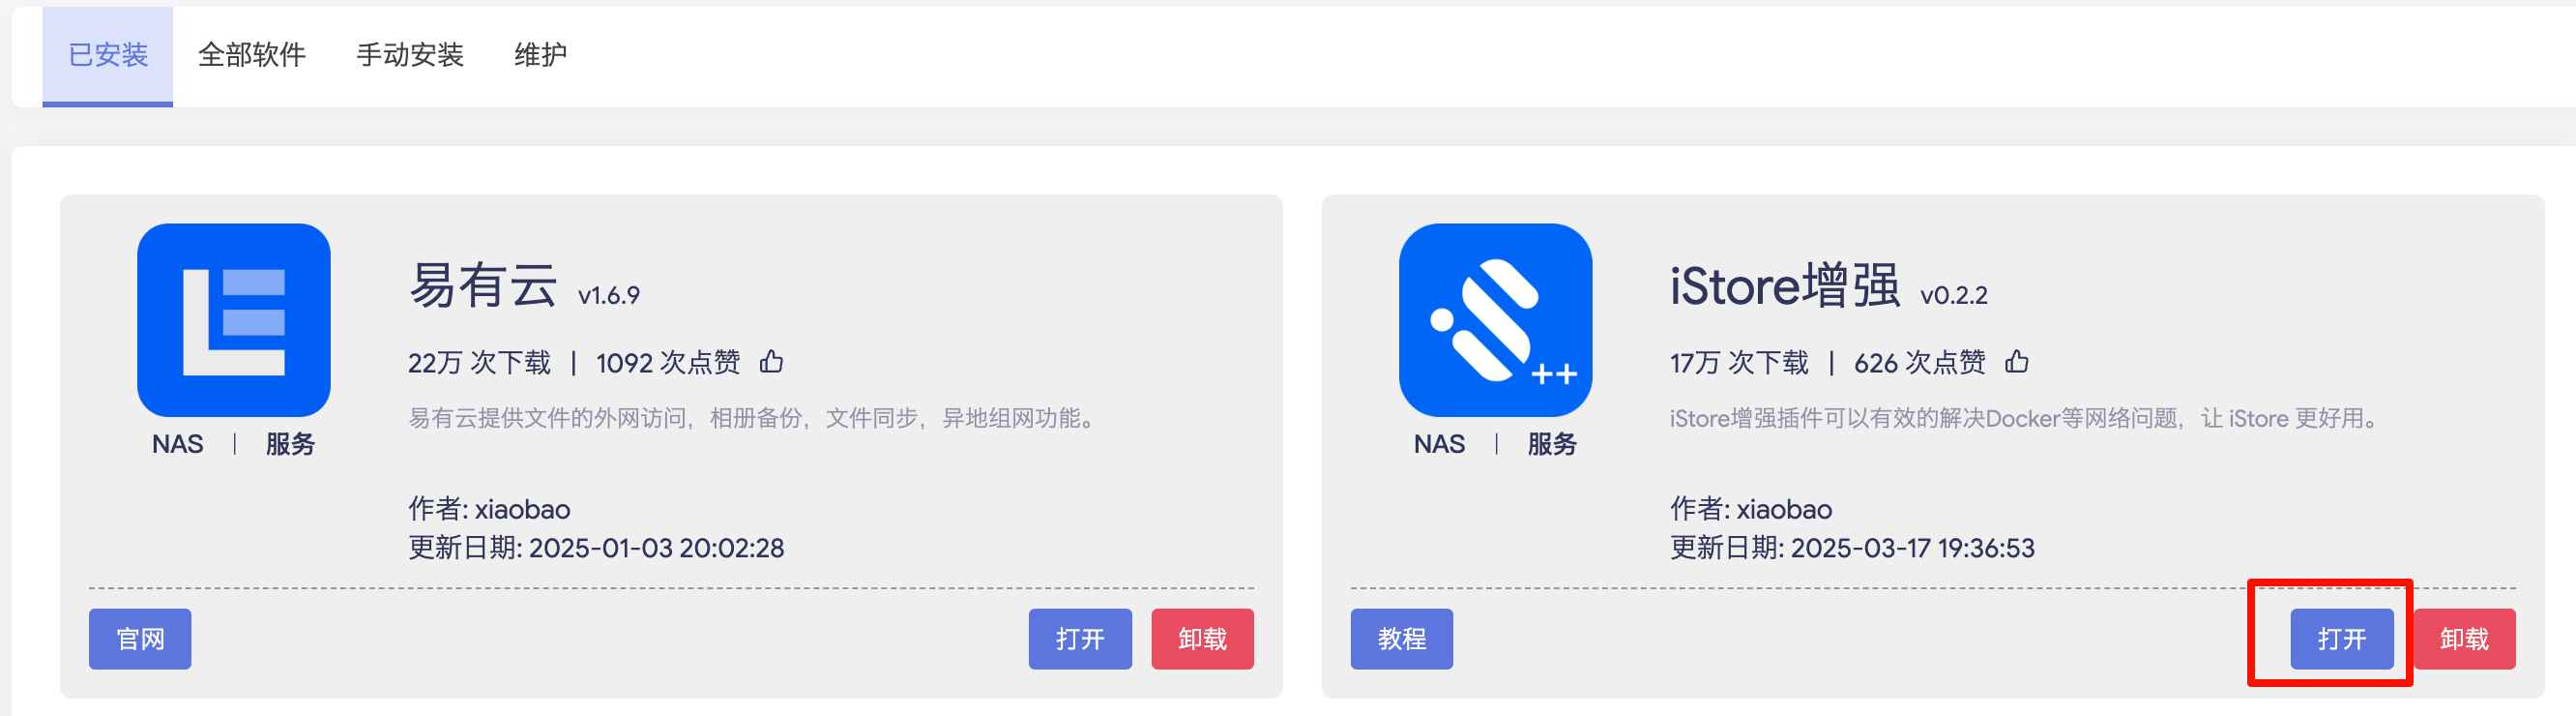 已安装 全部软件 手动安装 维护
易有云 v1.6.9
22万 次下载 | 1092 次点赞
易有云提供文件的外网访问，相册备份，文件同步，异地组网功能。
NAS | 服务
作者: xiaobao
更新日期: 2025-01-03 20:02:28
官网 打开 卸载
iStore增强 v0.2.2
17万 次下载 | 626 次点赞
iStore增强插件可以有效的解决Docker等网络问题，让 iStore 更好用。
++
NAS | 服务
作者: xiaobao
更新日期: 2025-03-17 19:36:53
教程 打开 卸载